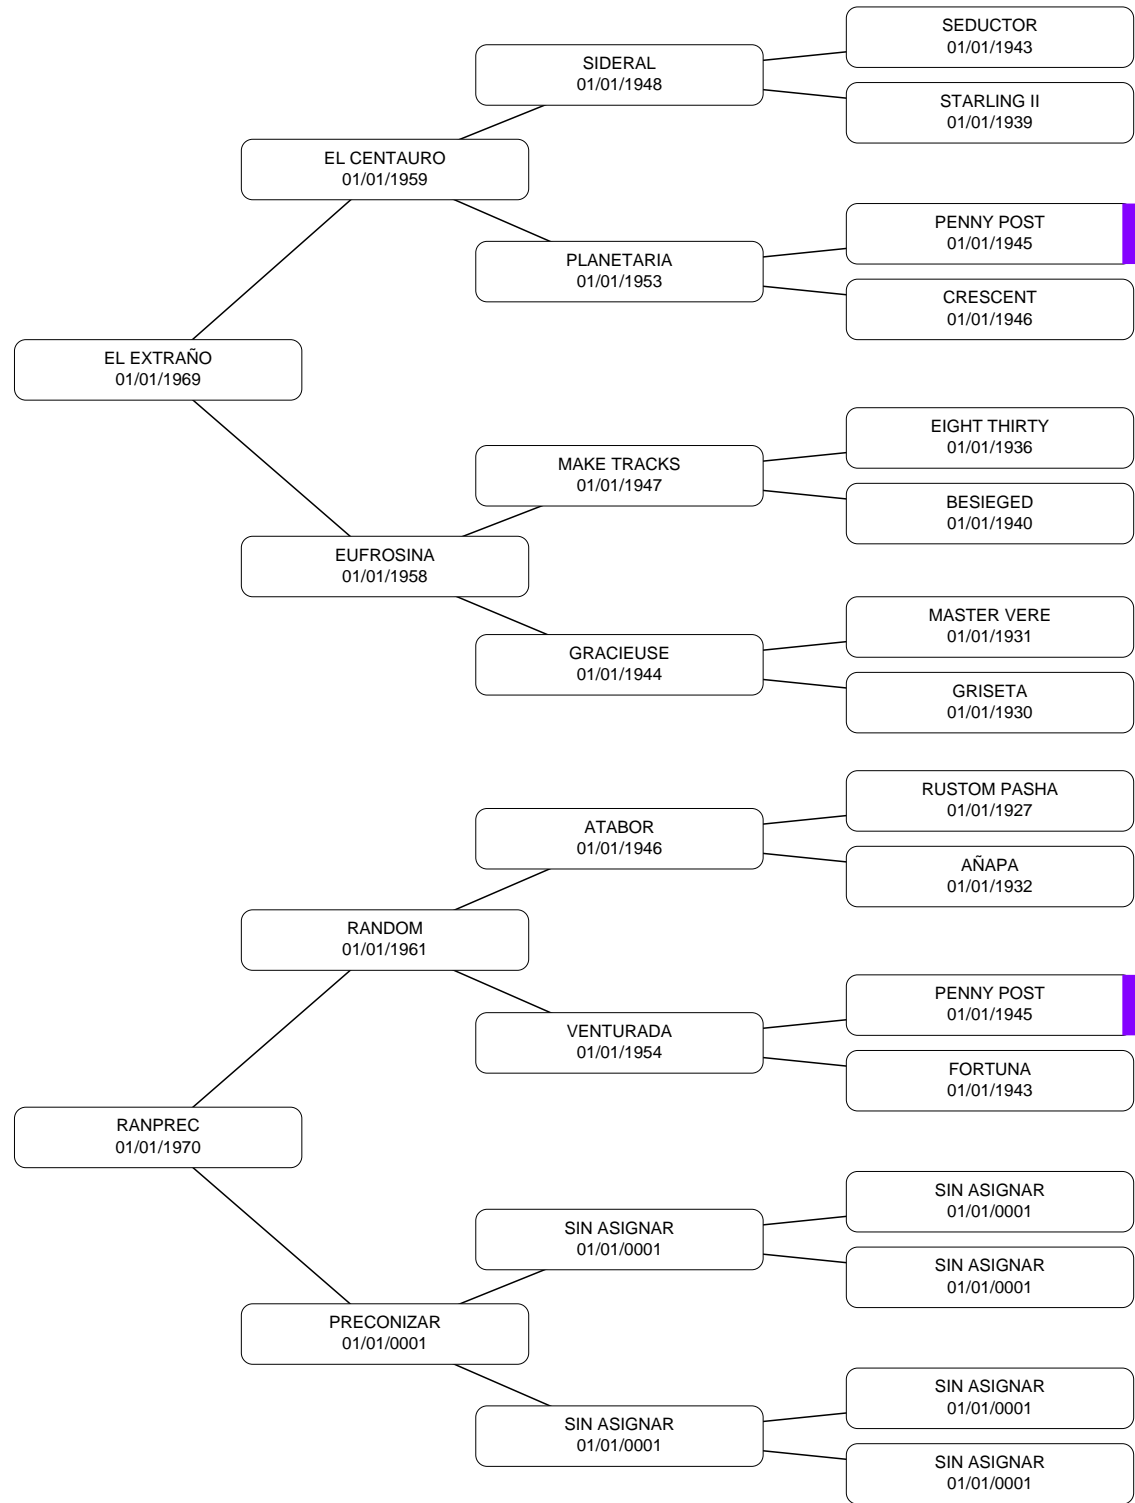 SEDUCTOR
01/01/1943
SIDERAL
01/01/1948
STARLING II
01/01/1939
EL CENTAURO
01/01/1959
PENNY POST
01/01/1945
PLANETARIA
01/01/1953
CRESCENT
01/01/1946
EL EXTRAÑO
01/01/1969
EIGHT THIRTY
01/01/1936
MAKE TRACKS
01/01/1947
BESIEGED
01/01/1940
EUFROSINA
01/01/1958
MASTER VERE
01/01/1931
GRACIEUSE
01/01/1944
GRISETA
01/01/1930
RUSTOM PASHA
01/01/1927
ATABOR
01/01/1946
AÑAPA
01/01/1932
RANDOM
01/01/1961
PENNY POST
01/01/1945
VENTURADA
01/01/1954
FORTUNA
01/01/1943
RANPREC
01/01/1970
SIN ASIGNAR
01/01/0001
SIN ASIGNAR
01/01/0001
SIN ASIGNAR
01/01/0001
PRECONIZAR
01/01/0001
SIN ASIGNAR
01/01/0001
SIN ASIGNAR
01/01/0001
SIN ASIGNAR
01/01/0001